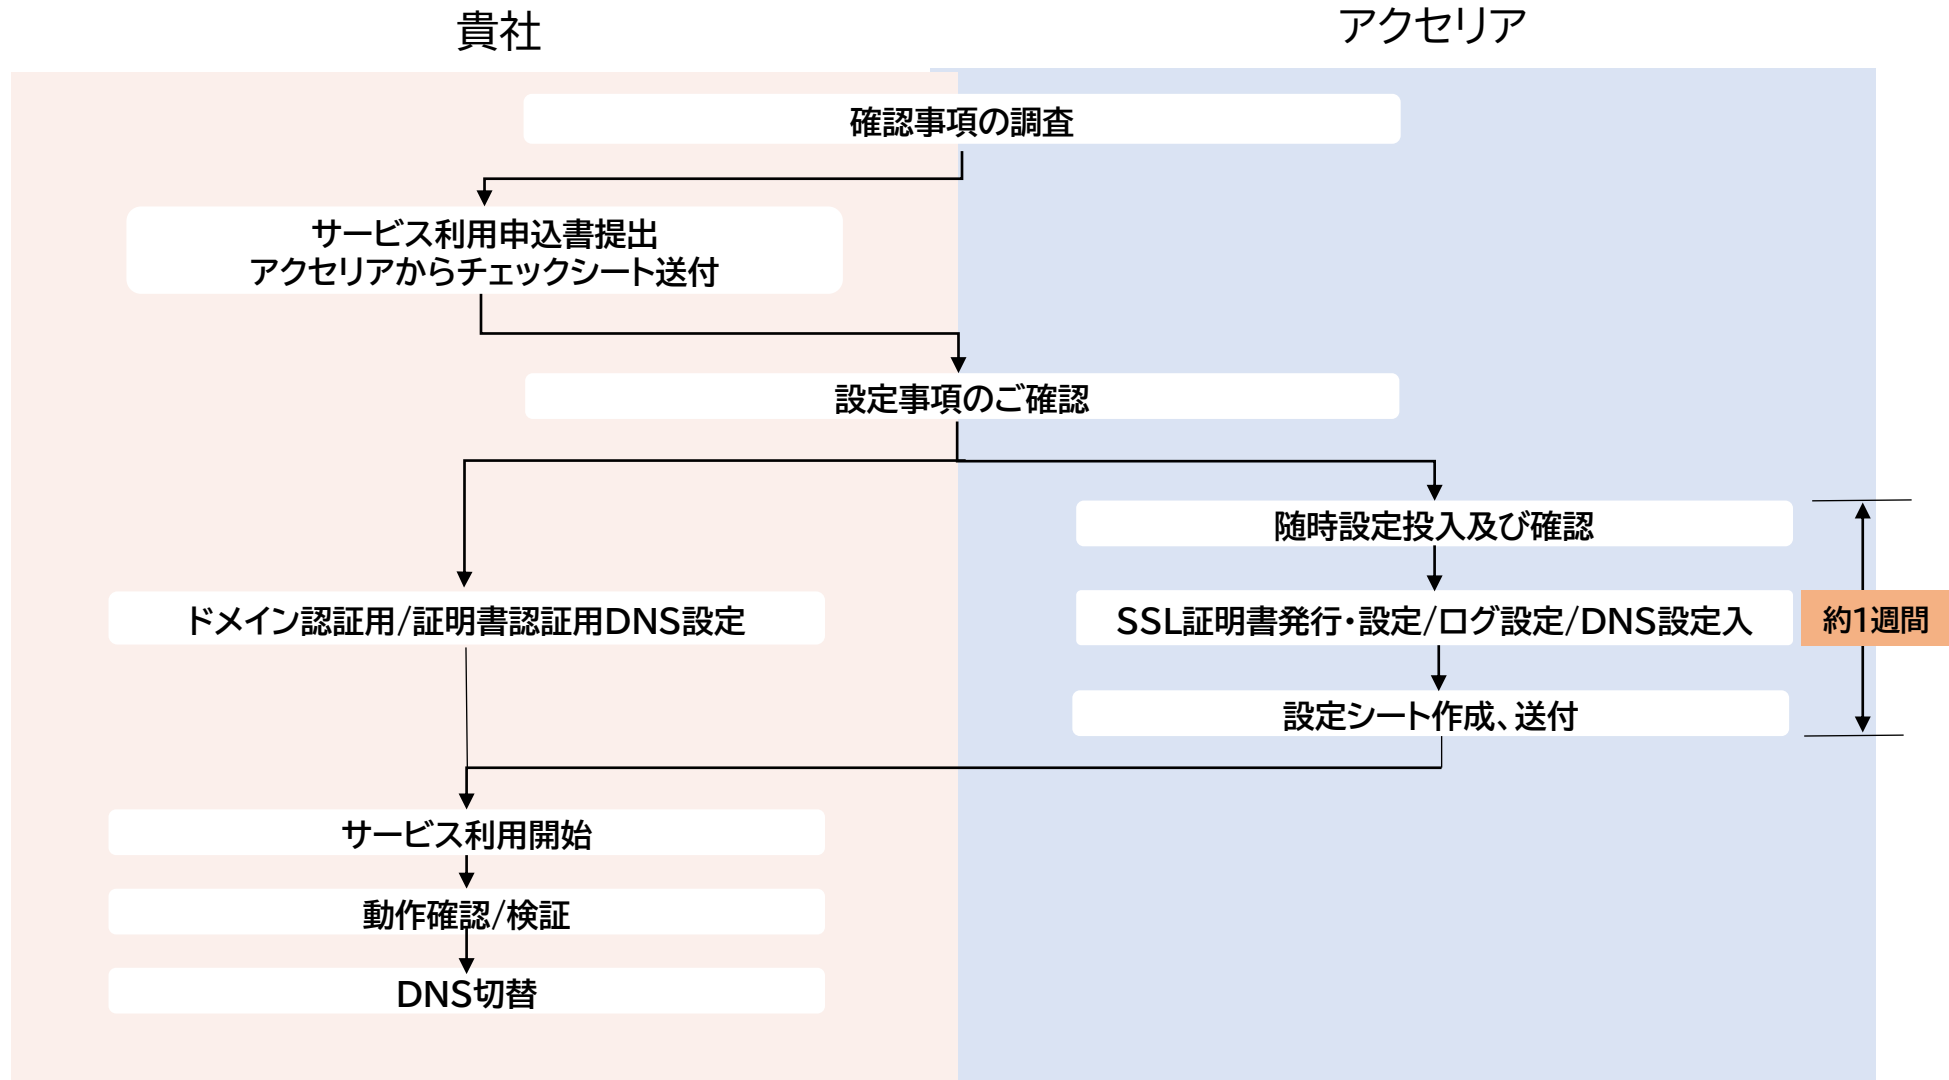 貴社
アクセリア
確認事項の調査
サービス利用申込書提出
アクセリアからチェックシート送付
設定事項のご確認
随時設定投入及び確認
ドメイン認証用/証明書認証用DNS設定
SSL証明書発行・設定/ログ設定/DNS設定入
約1週間
設定シート作成、送付
サービス利用開始
動作確認/検証
DNS切替